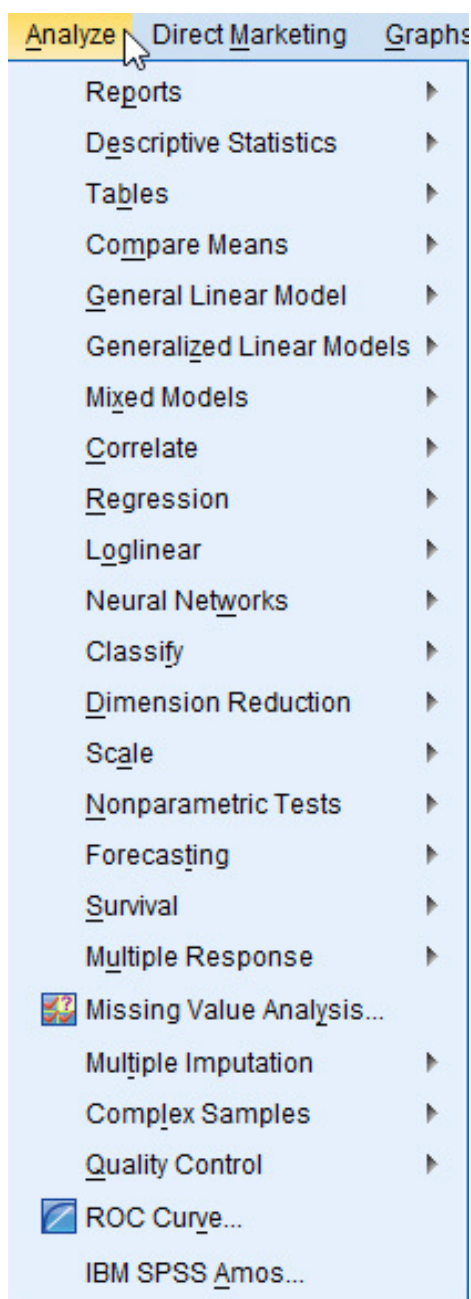 Analyze Direct Marketing Graphs
Reports
Descriptive Statistics
Tables
Compare Means
General Linear Model
Generalized Linear Models
Mixed Models
Correlate
Regression
Loglinear
Neural Networks
Classify
Dimension Reduction
Scale
Nonparametric Tests
Forecasting
Survival
Multiple Response
Missing Value Analysis...
Multiple Imputation
Complex Samples
Quality Control
ROC Curve...
IBM SPSS Amos...